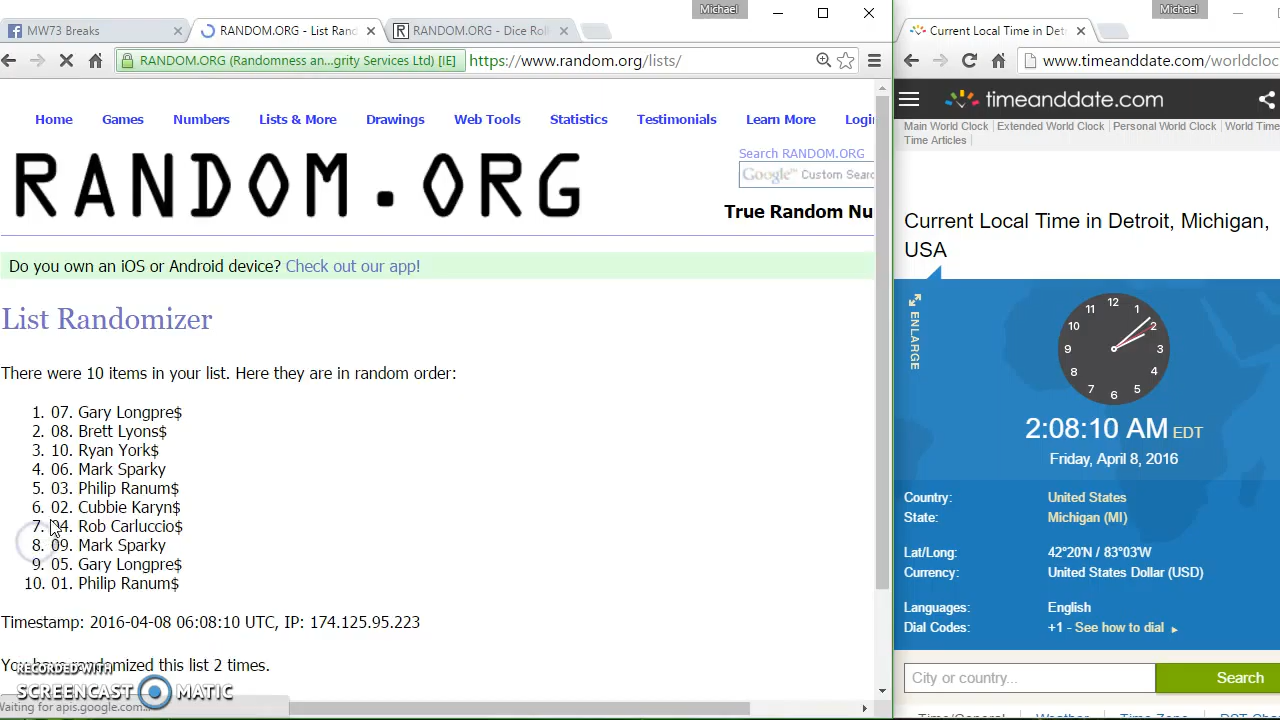 Michael
MW73 Breaks
RANDOM.ORG - List Ran
RANDOM.ORG - Dice Roll
RANDOM.ORG (Randomness an...grity Services Ltd) [IE]
https://www.random.org/lists/
Home Games Numbers Lists & More Drawings Web Tools Statistics Testimonials Learn More Logi
RANDOM.ORG
Search RANDOM.ORG
Google™ Custom Sear
True Random Nu
Do you own an iOS or Android device? Check out our app!
List Randomizer
There were 10 items in your list. Here they are in random order:
1. 07. Gary Longpre$
2. 08. Brett Lyons$
3. 10. Ryan York$
4. 06. Mark Sparky
5. 03. Philip Ranum$
6. 02. Cubbie Karyn$
7. 04. Rob Carluccio$
8. 09. Mark Sparky
9. 05. Gary Longpre$
10. 01. Philip Ranum$
Timestamp: 2016-04-08 06:08:10 UTC, IP: 174.125.95.223
randomized this list 2 times.
RECORDED WITH
SCREENCAST MATIC
Waiting for apis.google.com...
Michael
Current Local Time in Det
www.timeanddate.com/worldcloc
timeanddate.com
Main World Clock Extended World Clock Personal World Clock World Time
Time Articles
Current Local Time in Detroit, Michigan,
USA
ENLARGE
12
11 1
10 2
9 3
8 4
7 5
6
2:08:10 AM EDT
Friday, April 8, 2016
Country: United States
State: Michigan (MI)
Lat/Long: 42°20'N / 83°03'W
Currency: United States Dollar (USD)
Languages: English
Dial Codes: +1 - See how to dial
City or country... Search